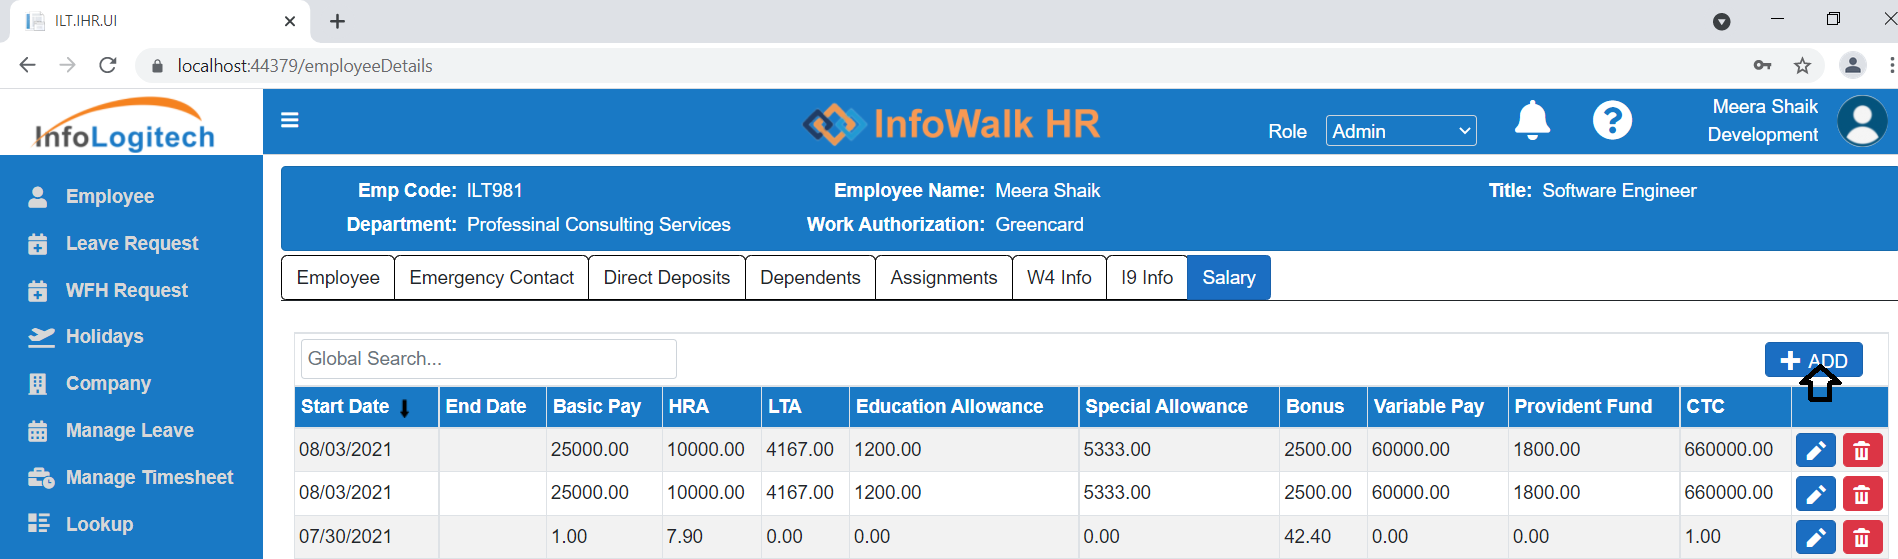 ILT.IHR.UI
localhost:44379/employeeDetails
InfoLogitech
InfoWalk HR
Role Admin
Meera Shaik
Development
Employee
Leave Request
WFH Request
Holidays
Company
Manage Leave
Manage Timesheet
Lookup
Emp Code: ILT981 Employee Name: Meera Shaik Title: Software Engineer
Department: Professinal Consulting Services Work Authorization: Greencard
Employee Emergency Contact Direct Deposits Dependents Assignments W4 Info I9 Info Salary
Global Search... ADD
Start Date End Date Basic Pay HRA LTA Education Allowance Special Allowance Bonus Variable Pay Provident Fund CTC
08/03/2021 25000.00 10000.00 4167.00 1200.00 5333.00 2500.00 60000.00 1800.00 660000.00
08/03/2021 25000.00 10000.00 4167.00 1200.00 5333.00 2500.00 60000.00 1800.00 660000.00
07/30/2021 1.00 7.90 0.00 0.00 0.00 42.40 0.00 0.00 1.00